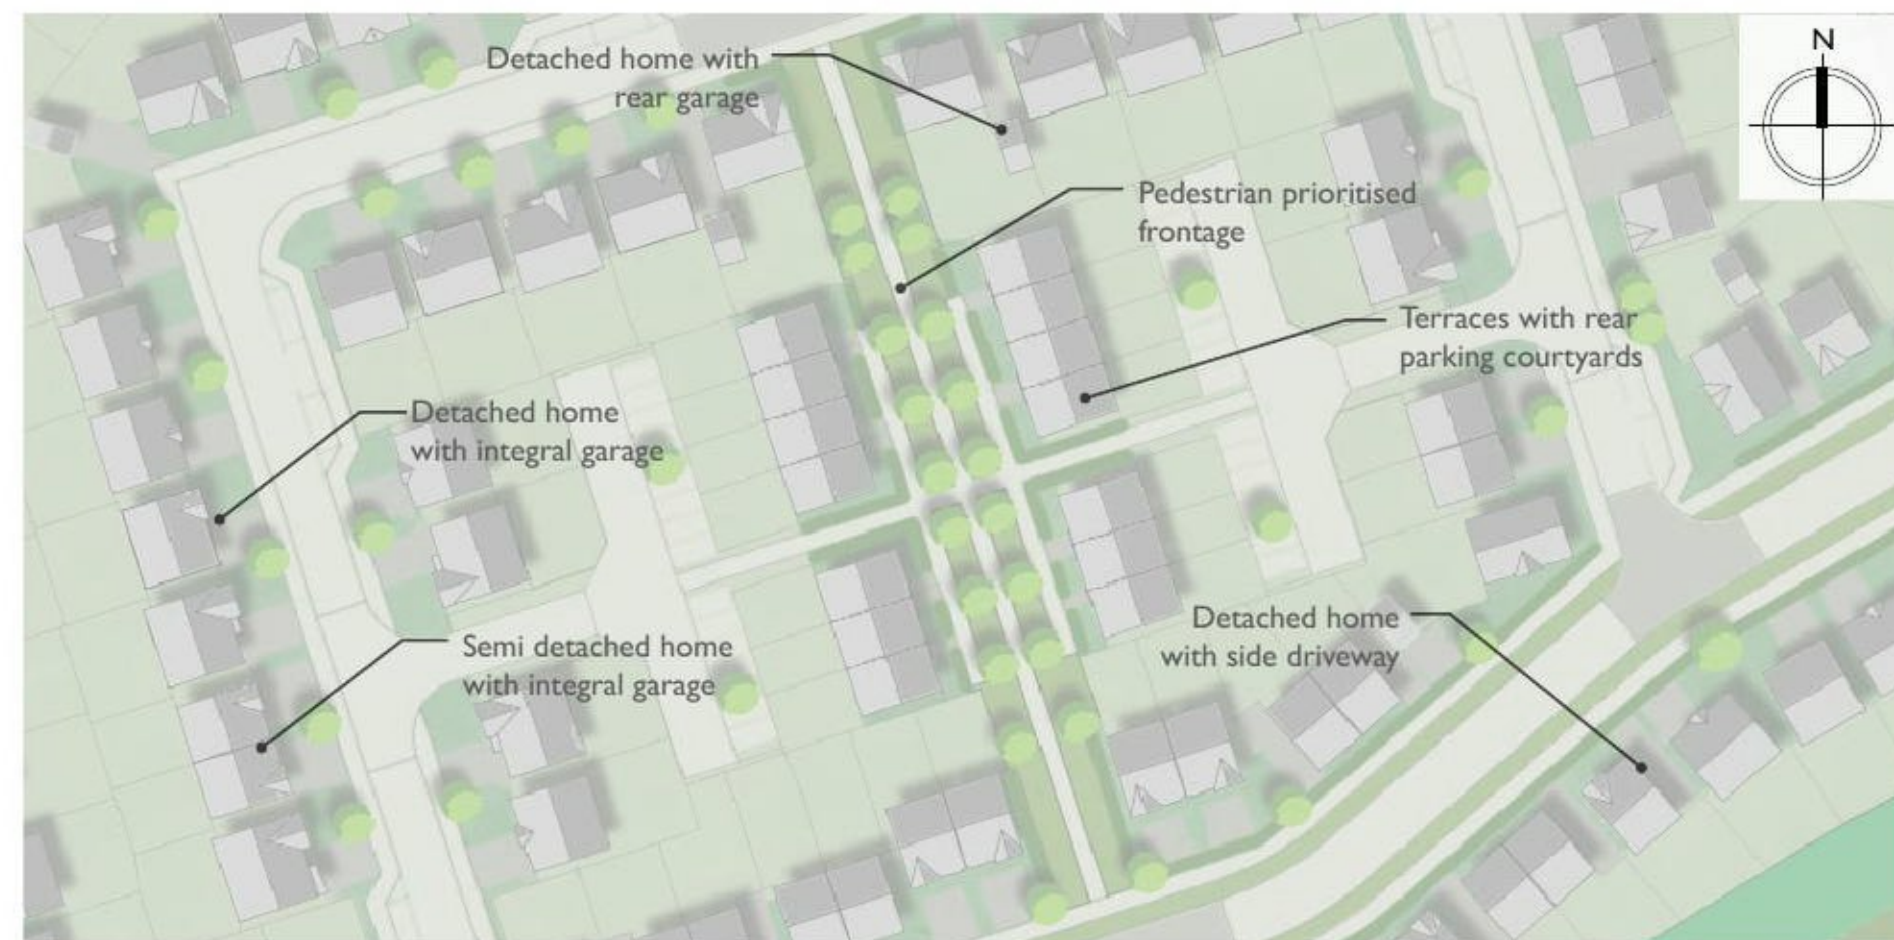 N
Detached home with
rear garage
Pedestrian prioritised
frontage
Terraces with rear
parking courtyards
Detached home
with integral garage
Semi detached home
with integral garage
Detached home
with side driveway